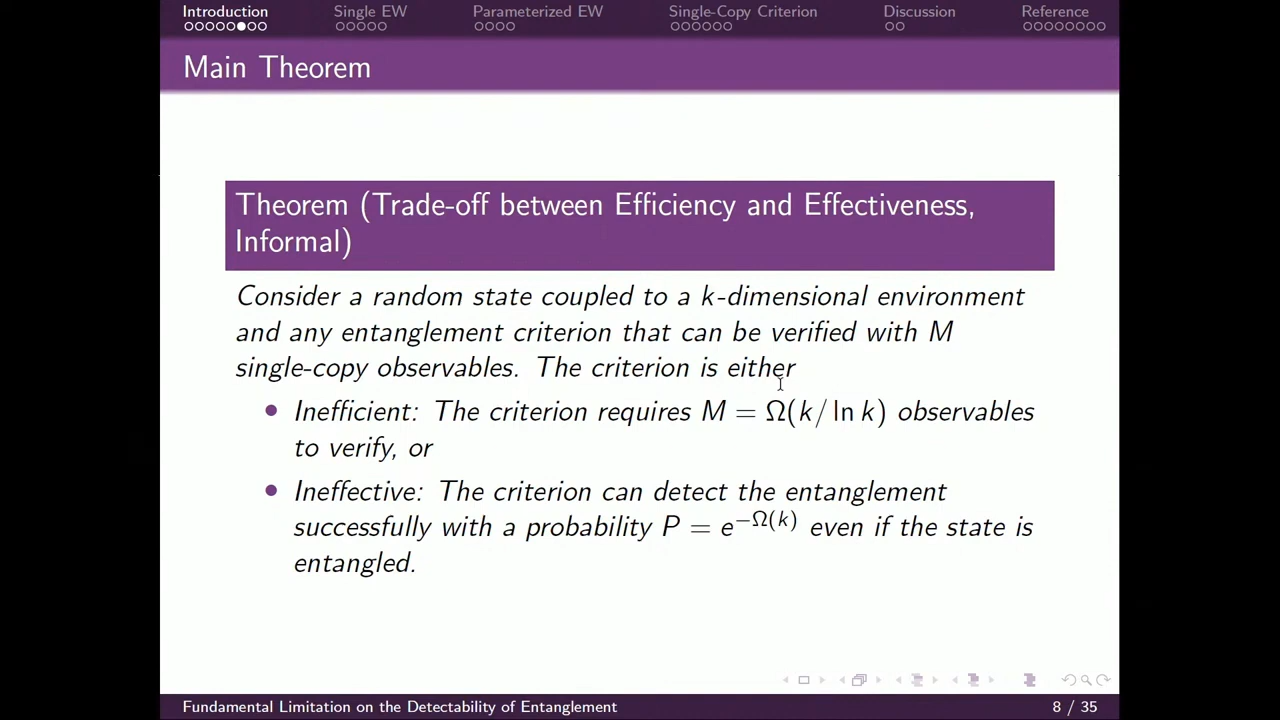 Introduction Single EW Parameterized EW Single-Copy Criterion Discussion Reference
Main Theorem
Theorem (Trade-off between Efficiency and Effectiveness,
Informal)
Consider a random state coupled to a k-dimensional environment
and any entanglement criterion that can be verified with M
single-copy observables. The criterion is either
• Inefficient: The criterion requires M = Ω(k/ ln k) observables
to verify, or
• Ineffective: The criterion can detect the entanglement
successfully with a probability P = e^{−Ω(k)} even if the state is
entangled.
Fundamental Limitation on the Detectability of Entanglement 8 / 35